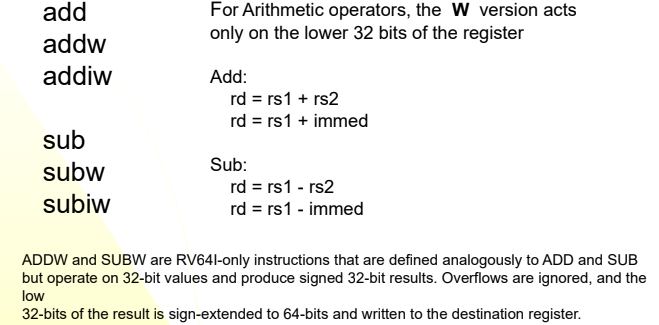 add
addw
addiw
sub
subw
subiw
For Arithmetic operators, the W version acts
only on the lower 32 bits of the register
Add:
rd = rs1 + rs2
rd = rs1 + immed
Sub:
rd = rs1 - rs2
rd = rs1 - immed
ADDW and SUBW are RV64I-only instructions that are defined analogously to ADD and SUB
but operate on 32-bit values and produce signed 32-bit results. Overflows are ignored, and the
low
32-bits of the result is sign-extended to 64-bits and written to the destination register.